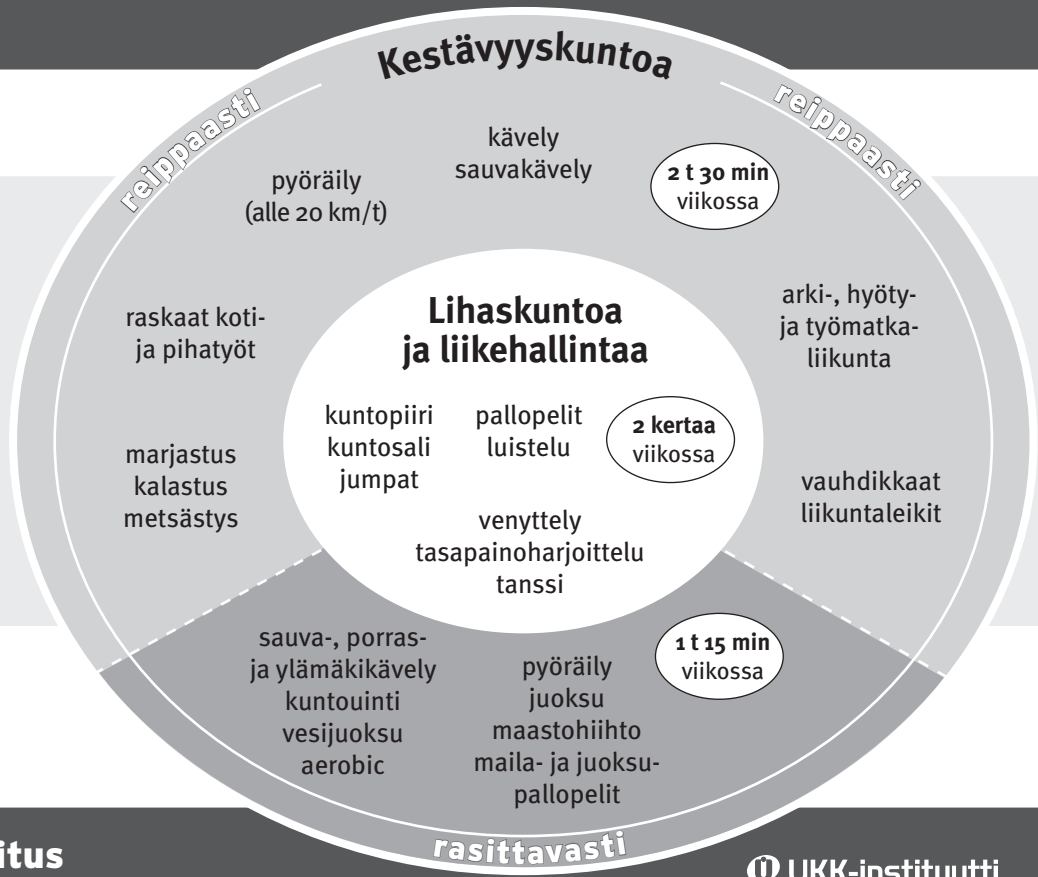 Kestävyyskuntoa
reippaasti
reippaasti
kävely
sauvakävely
2 t 30 min
viikossa
pyöräily
(alle 20 km/t)
arki-, hyöty-
ja työmatka-
liikunta
raskaat koti-
ja pihatyöt
Lihaskuntoa
ja liikehallintaa
kuntopiiri
kuntosali
jumpat
pallopelit
luistelu
2 kertaa
viikossa
marjastus
kalastus
metsästys
vauhdikkaat
liikuntaleikit
venyttely
tasapainoharjoittelu
tanssi
sauva-, porras-
ja ylämäkikävely
kuntouinti
vesijuoksu
aerobic
pyöräily
juoksu
maastohiihto
maila- ja juoksu-
pallopelit
1 t 15 min
viikossa
rasittavasti
itus
UKK-instituutti